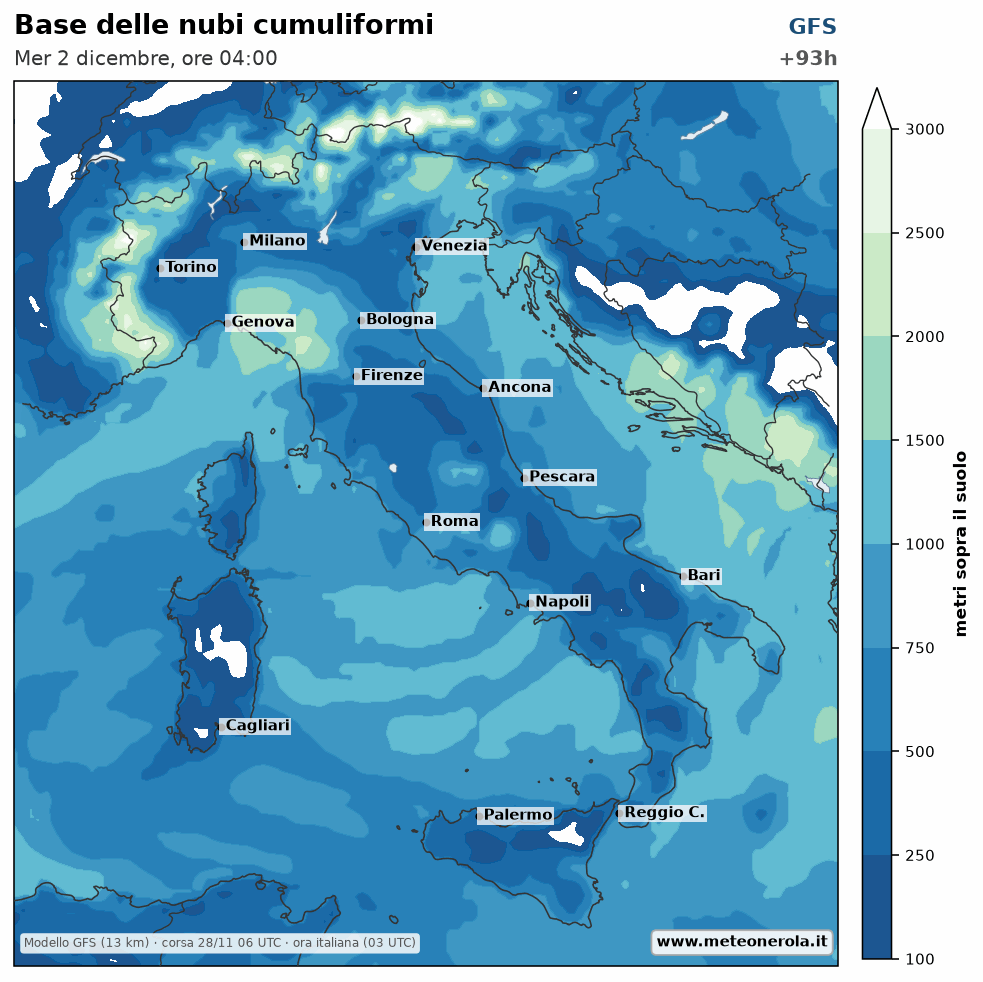 Base delle nubi cumuliformi
GFS
Mer 2 dicembre, ore 04:00
+93h
Milano
Venezia
Torino
Genova
Bologna
Firenze
Ancona
Pescara
Roma
Bari
Napoli
Cagliari
Palermo
Reggio C.
3000
2500
2000
1500
1000
750
500
250
100
metri sopra il suolo
Modello GFS (13 km) · corsa 28/11 06 UTC · ora italiana (03 UTC)
www.meteonerola.it